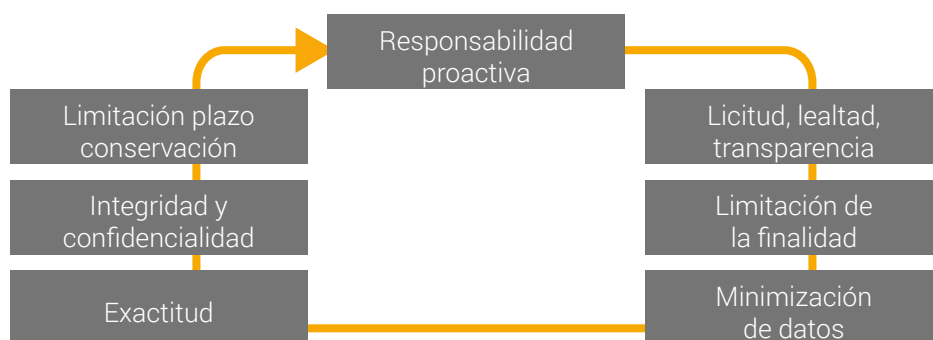 Responsabilidad
proactiva
Limitación plazo
conservación
Licitud, lealtad,
transparencia
Integridad y
confidencialidad
Limitación de
la finalidad
Exactitud
Minimización
de datos